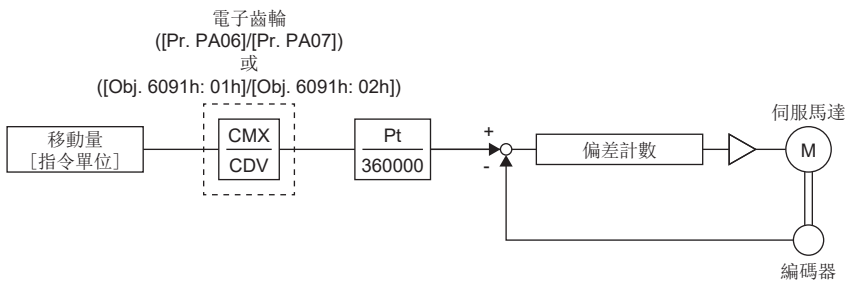 電子齒輪
([Pr. PA06]/[Pr. PA07])
或
([Obj. 6091h: 01h]/[Obj. 6091h: 02h])
移動量
[指令單位]
CMX
CDV
Pt
360000
+
-
偏差計數
伺服馬達
M
編碼器